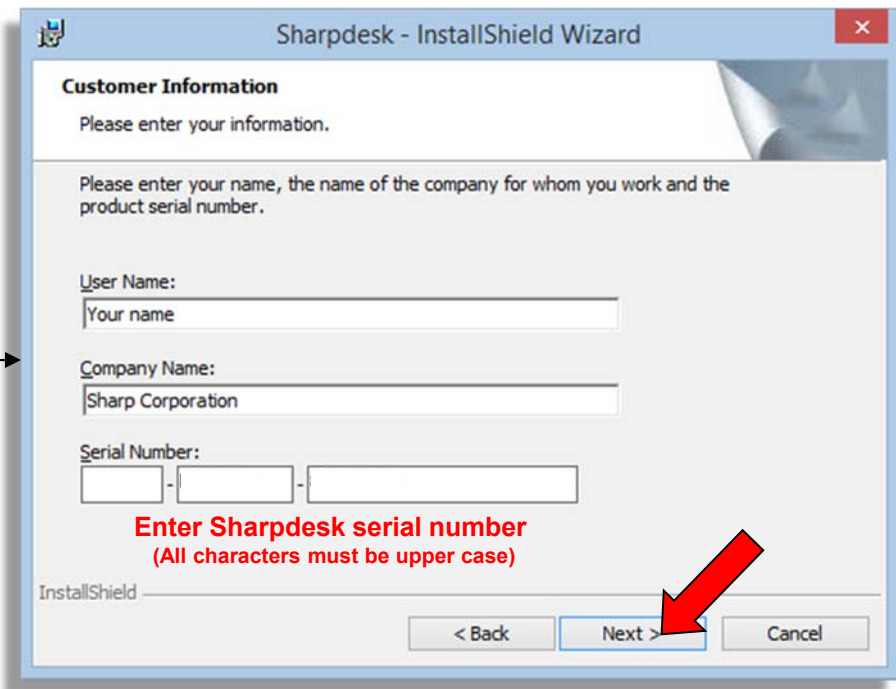 Sharpdesk - InstallShield Wizard
Customer Information
Please enter your information.
Please enter your name, the name of the company for whom you work and the
product serial number.
User Name:
Your name
Company Name:
Sharp Corporation
Serial Number:
- -
Enter Sharpdesk serial number
(All characters must be upper case)
InstallShield
< Back Next > Cancel